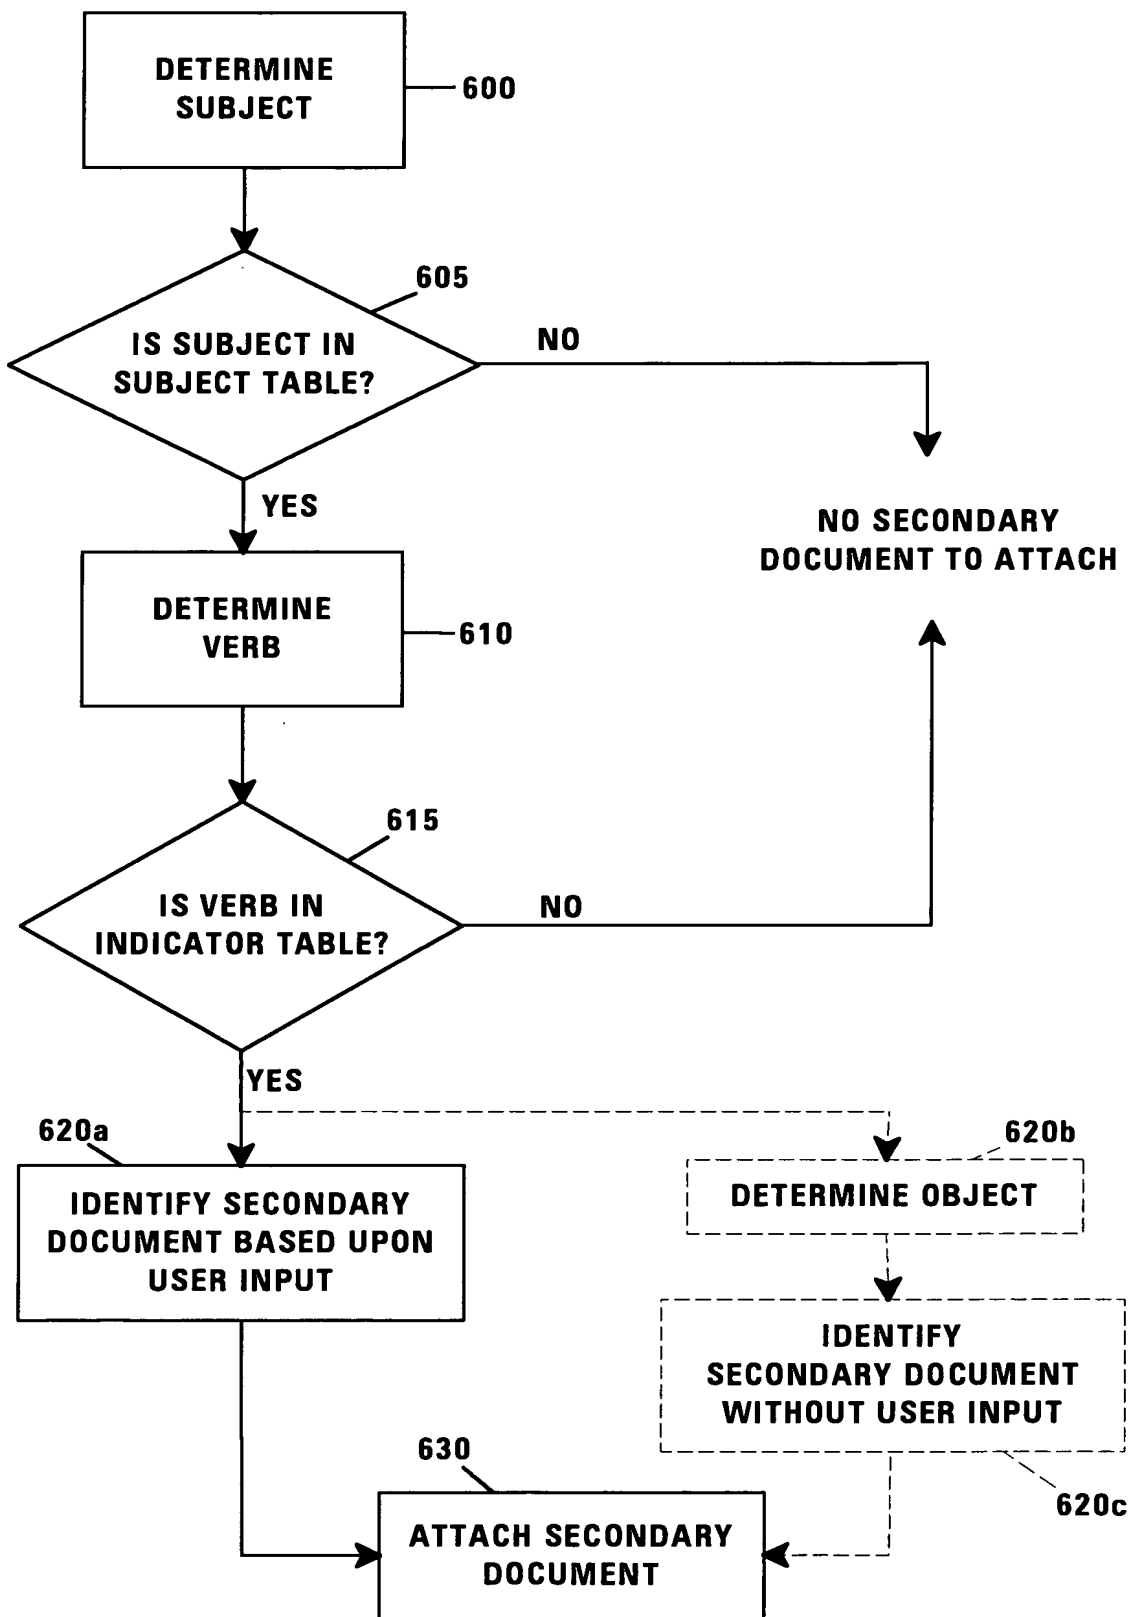 DETERMINE
SUBJECT
600
605
IS SUBJECT IN
SUBJECT TABLE?
NO
YES
NO SECONDARY
DOCUMENT TO ATTACH
DETERMINE
VERB
610
615
IS VERB IN
INDICATOR TABLE?
NO
YES
620a
IDENTIFY SECONDARY
DOCUMENT BASED UPON
USER INPUT
620b
DETERMINE OBJECT
IDENTIFY
SECONDARY DOCUMENT
WITHOUT USER INPUT
620c
630
ATTACH SECONDARY
DOCUMENT